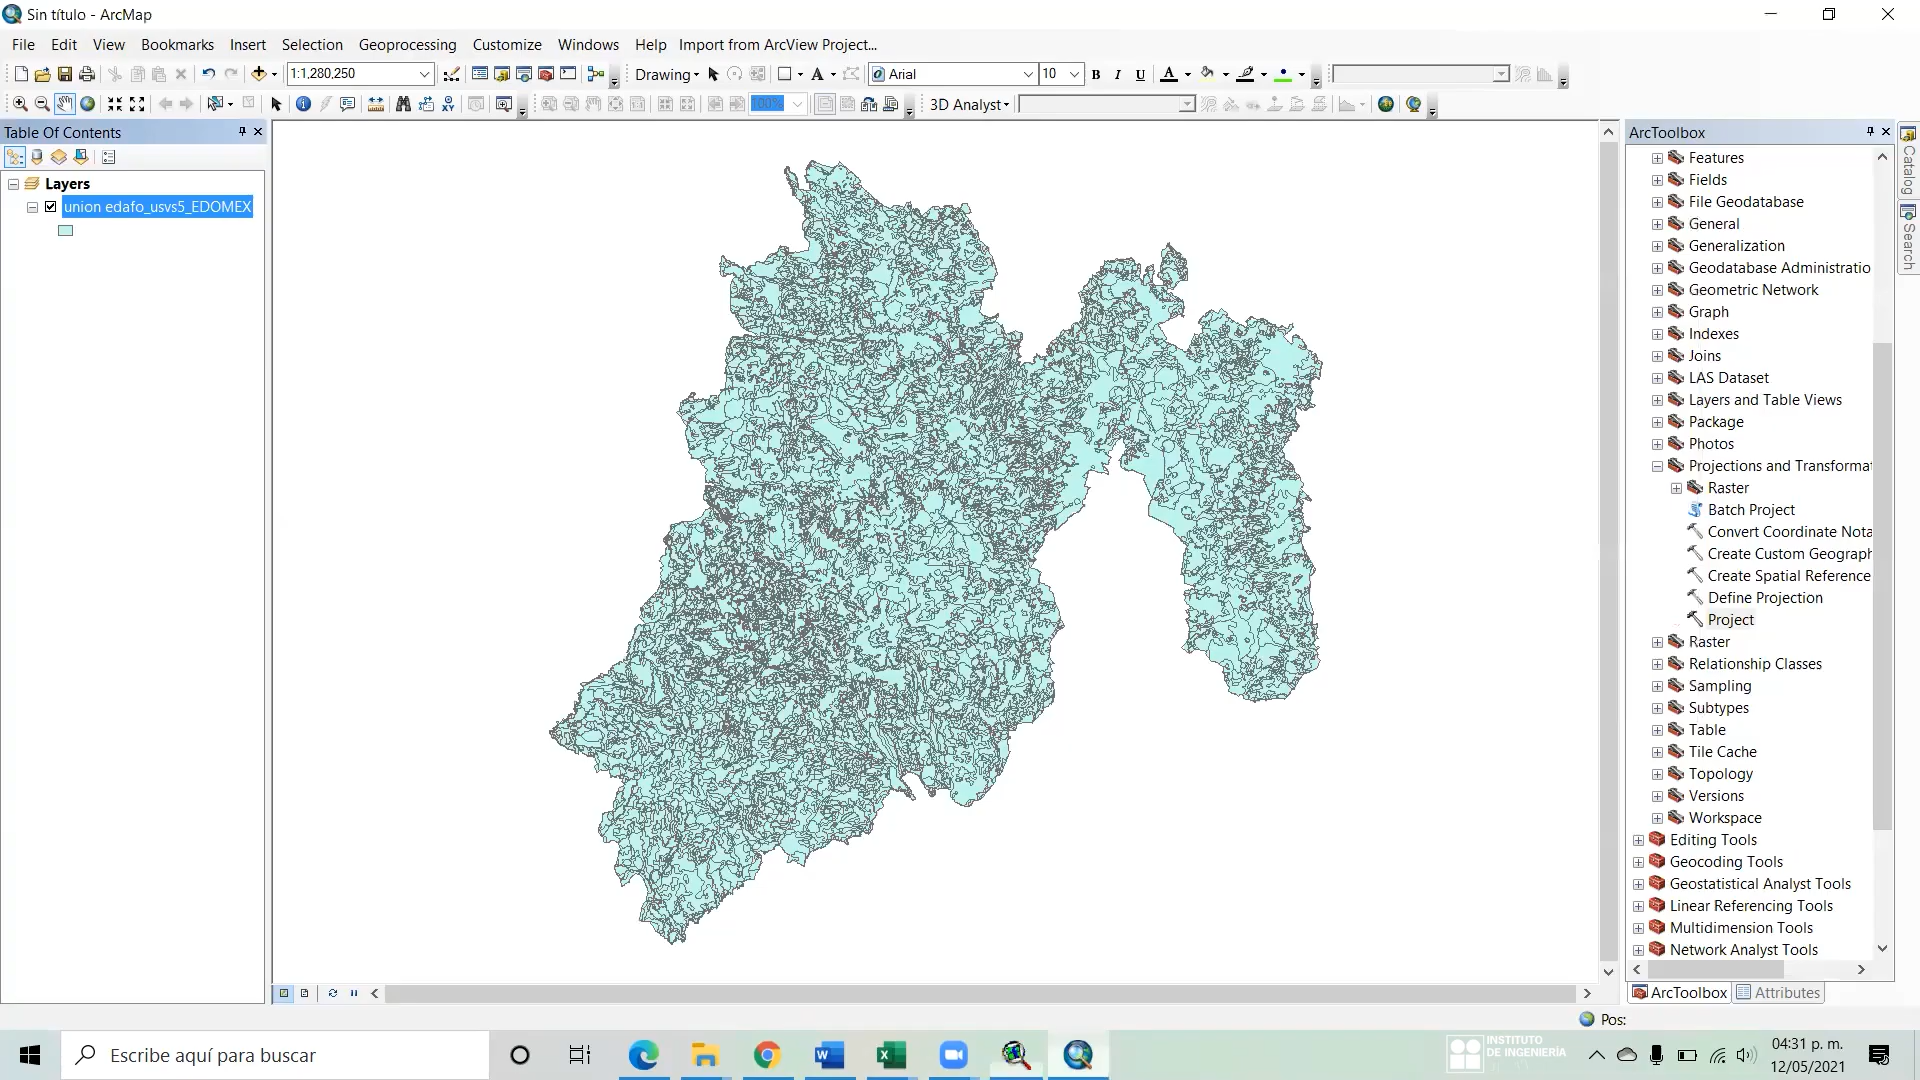 Sin título - ArcMap
File Edit View Bookmarks Insert Selection Geoprocessing Customize Windows Help Import from ArcView Project...
1:1,280,250 Drawing A Arial 10 B I U A
100% 3D Analyst
Table Of Contents
Layers
union edafo_usvs5_EDOMEX
ArcToolbox
Features
Fields
File Geodatabase
General
Generalization
Geodatabase Administratio
Geometric Network
Graph
Indexes
Joins
LAS Dataset
Layers and Table Views
Package
Photos
Projections and Transformat
Raster
Batch Project
Convert Coordinate Nota
Create Custom Geograph
Create Spatial Reference
Define Projection
Project
Raster
Relationship Classes
Sampling
Subtypes
Table
Tile Cache
Topology
Versions
Workspace
Editing Tools
Geocoding Tools
Geostatistical Analyst Tools
Linear Referencing Tools
Multidimension Tools
Network Analyst Tools
ArcToolbox Attributes
Catalog
Search
Pos:
Escribe aquí para buscar
INSTITUTO
DE INGENIERÍA
04:31 p. m.
12/05/2021